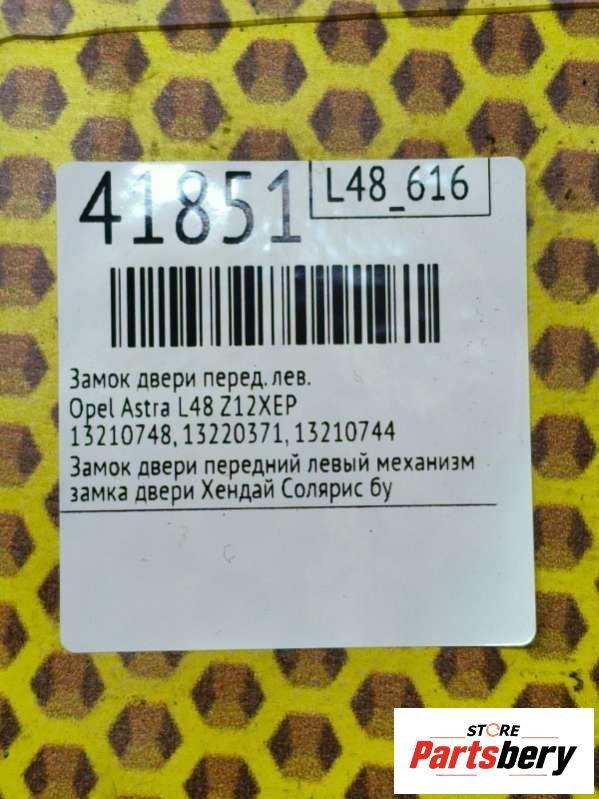 41851
L48_616
Замок двери перед. лев.
Opel Astra L48 Z12XEP
13210748, 13220371, 13210744
Замок двери передний левый механизм
замка двери Хендай Солярис бу
STORE
Partsbery